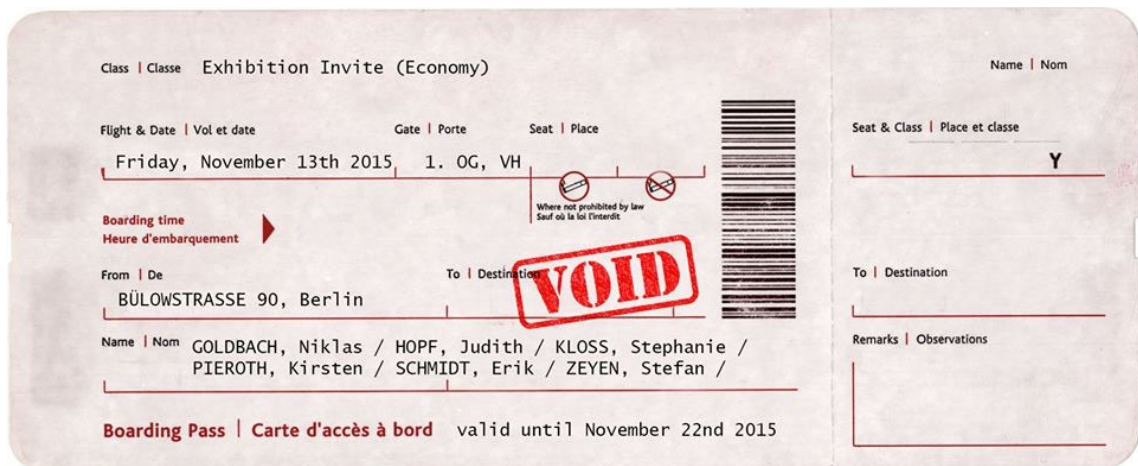 Class | Classe Exhibition Invite (Economy)
Name | Nom
Flight & Date | Vol et date Gate | Porte Seat | Place
Seat & Class | Place et classe
Friday, November 13th 2015 1. OG, VH
Y
Where not prohibited by law
Sauf où la loi l'interdit
Boarding time
Heure d'embarquement
From | De To | Destination
VOID
To | Destination
BÜLOWSTRASSE 90, Berlin
Name | Nom GOLDBACH, Niklas / HOPF, Judith / KLOSS, Stephanie /
PIEROTH, Kirsten / SCHMIDT, Erik / ZEYEN, Stefan /
Remarks | Observations
Boarding Pass | Carte d'accès à bord valid until November 22nd 2015